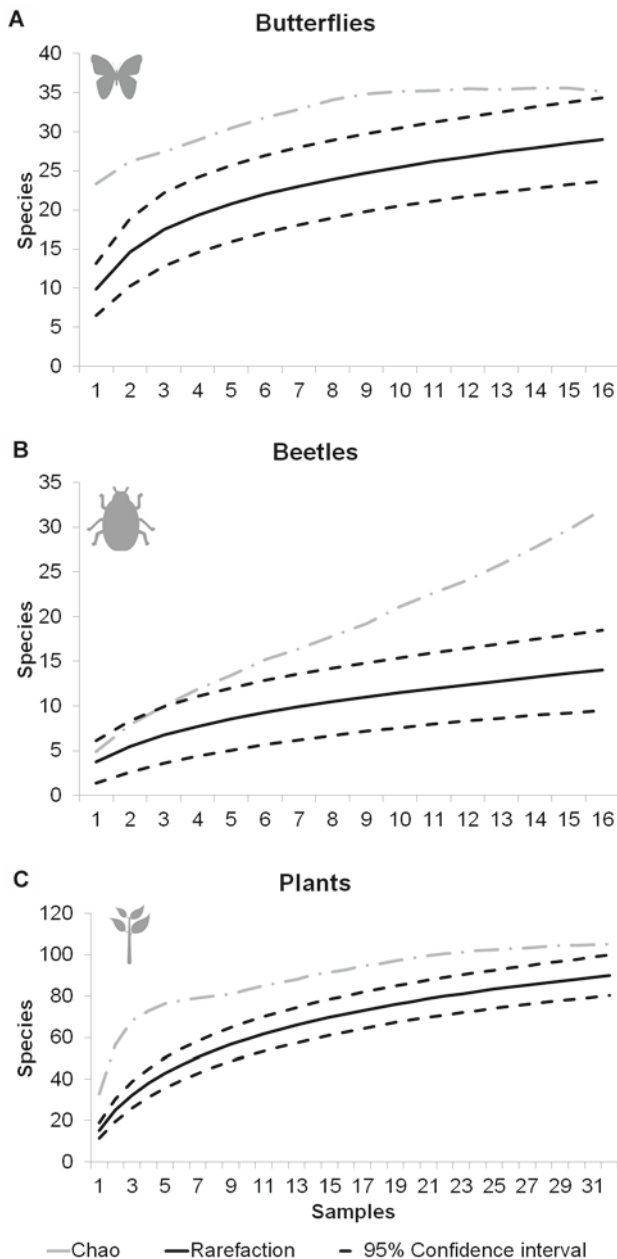 A
Butterflies
40
35
30
25
20
15
10
5
0
Species
1 2 3 4 5 6 7 8 9 10 11 12 13 14 15 16
B
Beetles
35
30
25
20
15
10
5
0
Species
1 2 3 4 5 6 7 8 9 10 11 12 13 14 15 16
C
Plants
120
100
80
60
40
20
0
Species
1 3 5 7 9 11 13 15 17 19 21 23 25 27 29 31
Samples
Chao Rarefaction 95% Confidence interval